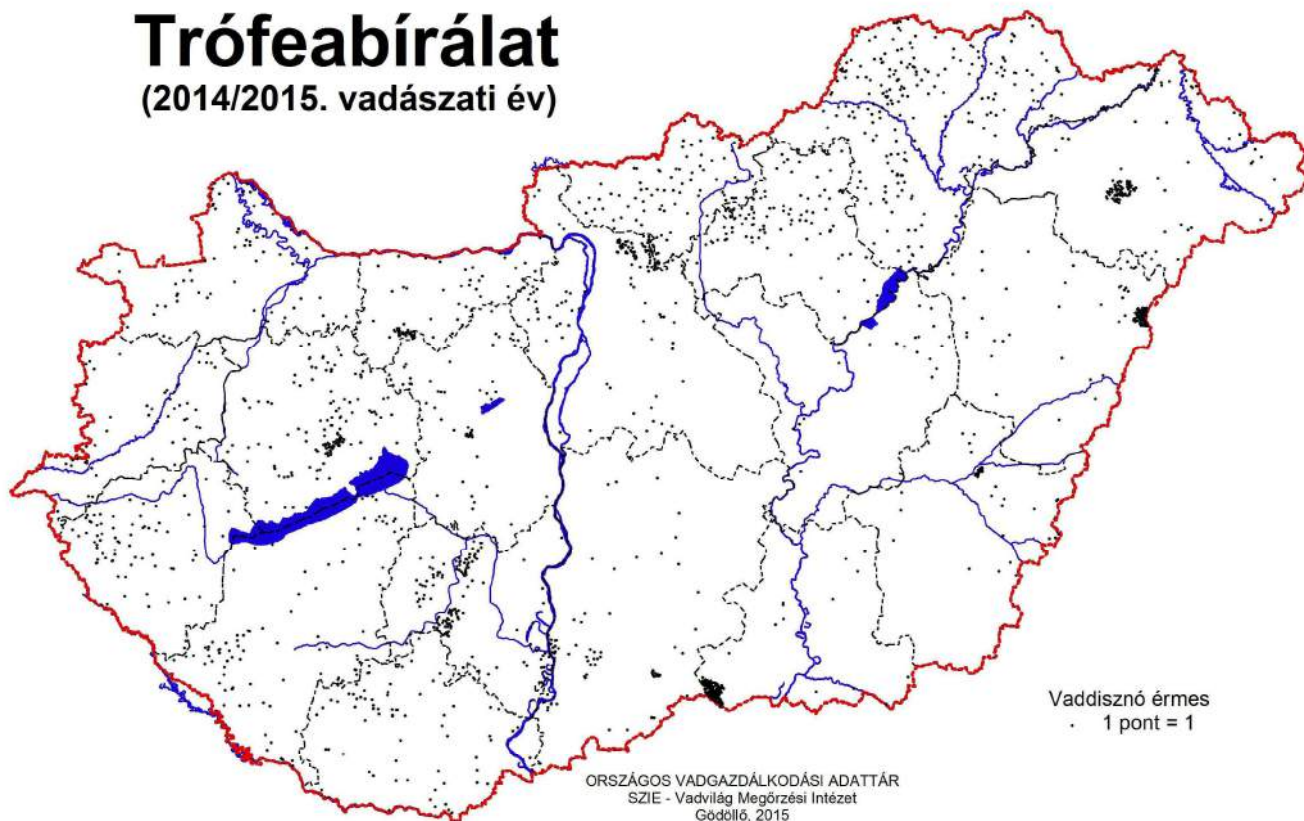 Trófeabírálat
(2014/2015. vadászati év)
Vaddisznó érmes
. 1 pont = 1
ORSZÁGOS VADGAZDÁLKODÁSI ADATTÁR
SZIE - Vadvilág Megőrzési Intézet
Gödöllő, 2015